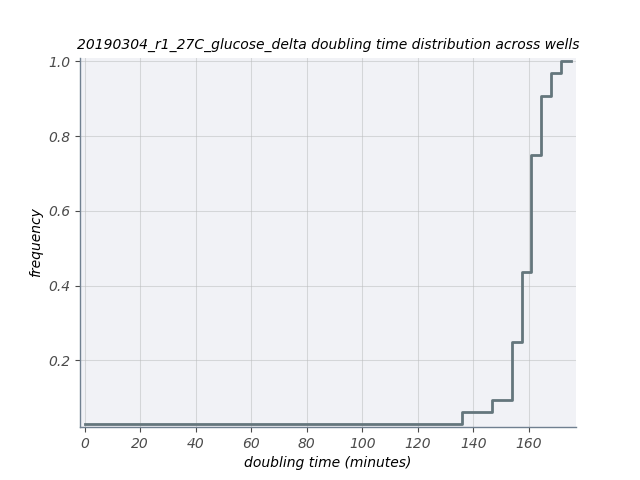 20190304_r1_27C_glucose_delta doubling time distribution across wells
1.0
0.8
0.6
0.4
0.2
frequency
0 20 40 60 80 100 120 140 160
doubling time (minutes)